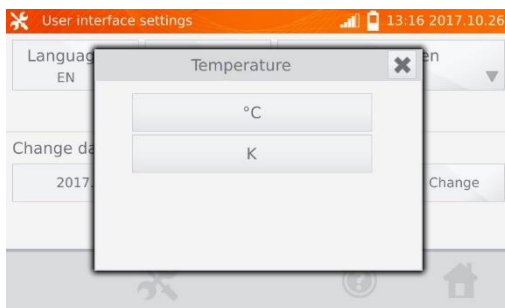 User interface settings 13:16 2017.10.26
Temperature
Languag en
EN
°C
K
Change da
2017. Change